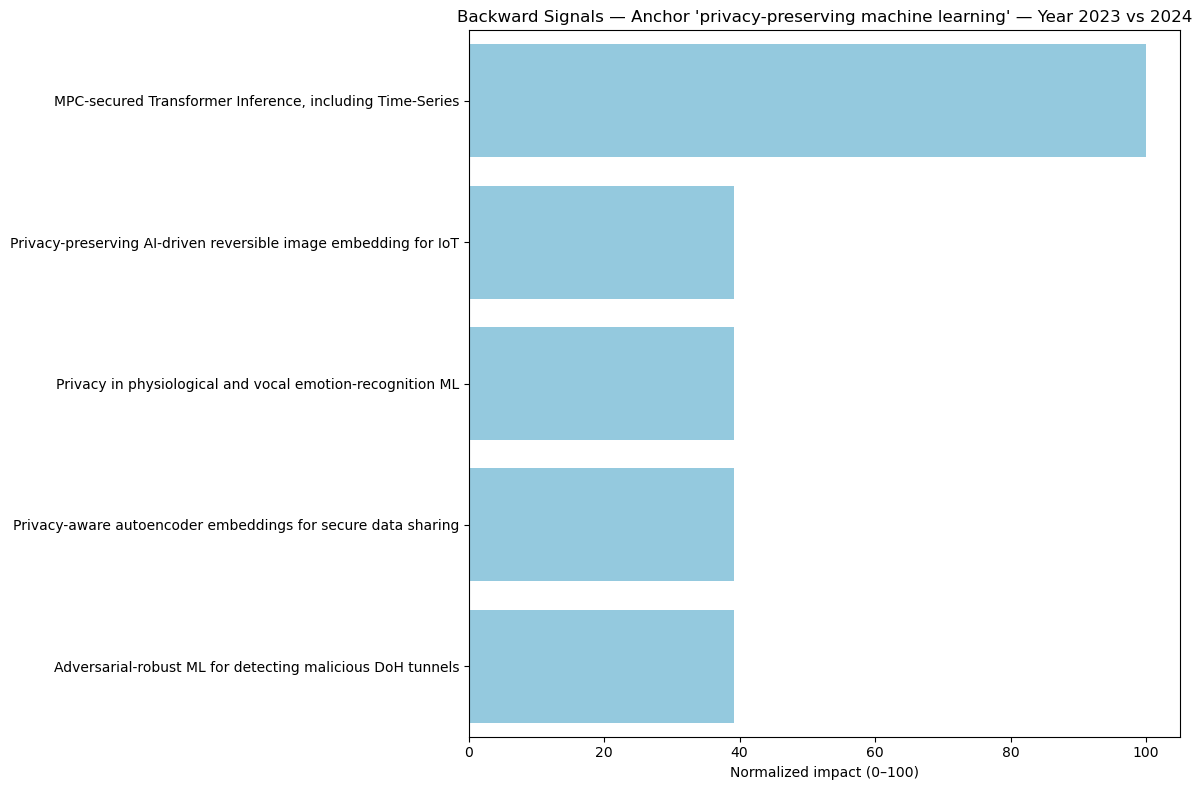 Backward Signals — Anchor 'privacy-preserving machine learning' — Year 2023 vs 2024
MPC-secured Transformer Inference, including Time-Series
Privacy-preserving AI-driven reversible image embedding for IoT
Privacy in physiological and vocal emotion-recognition ML
Privacy-aware autoencoder embeddings for secure data sharing
Adversarial-robust ML for detecting malicious DoH tunnels
0 20 40 60 80 100
Normalized impact (0–100)